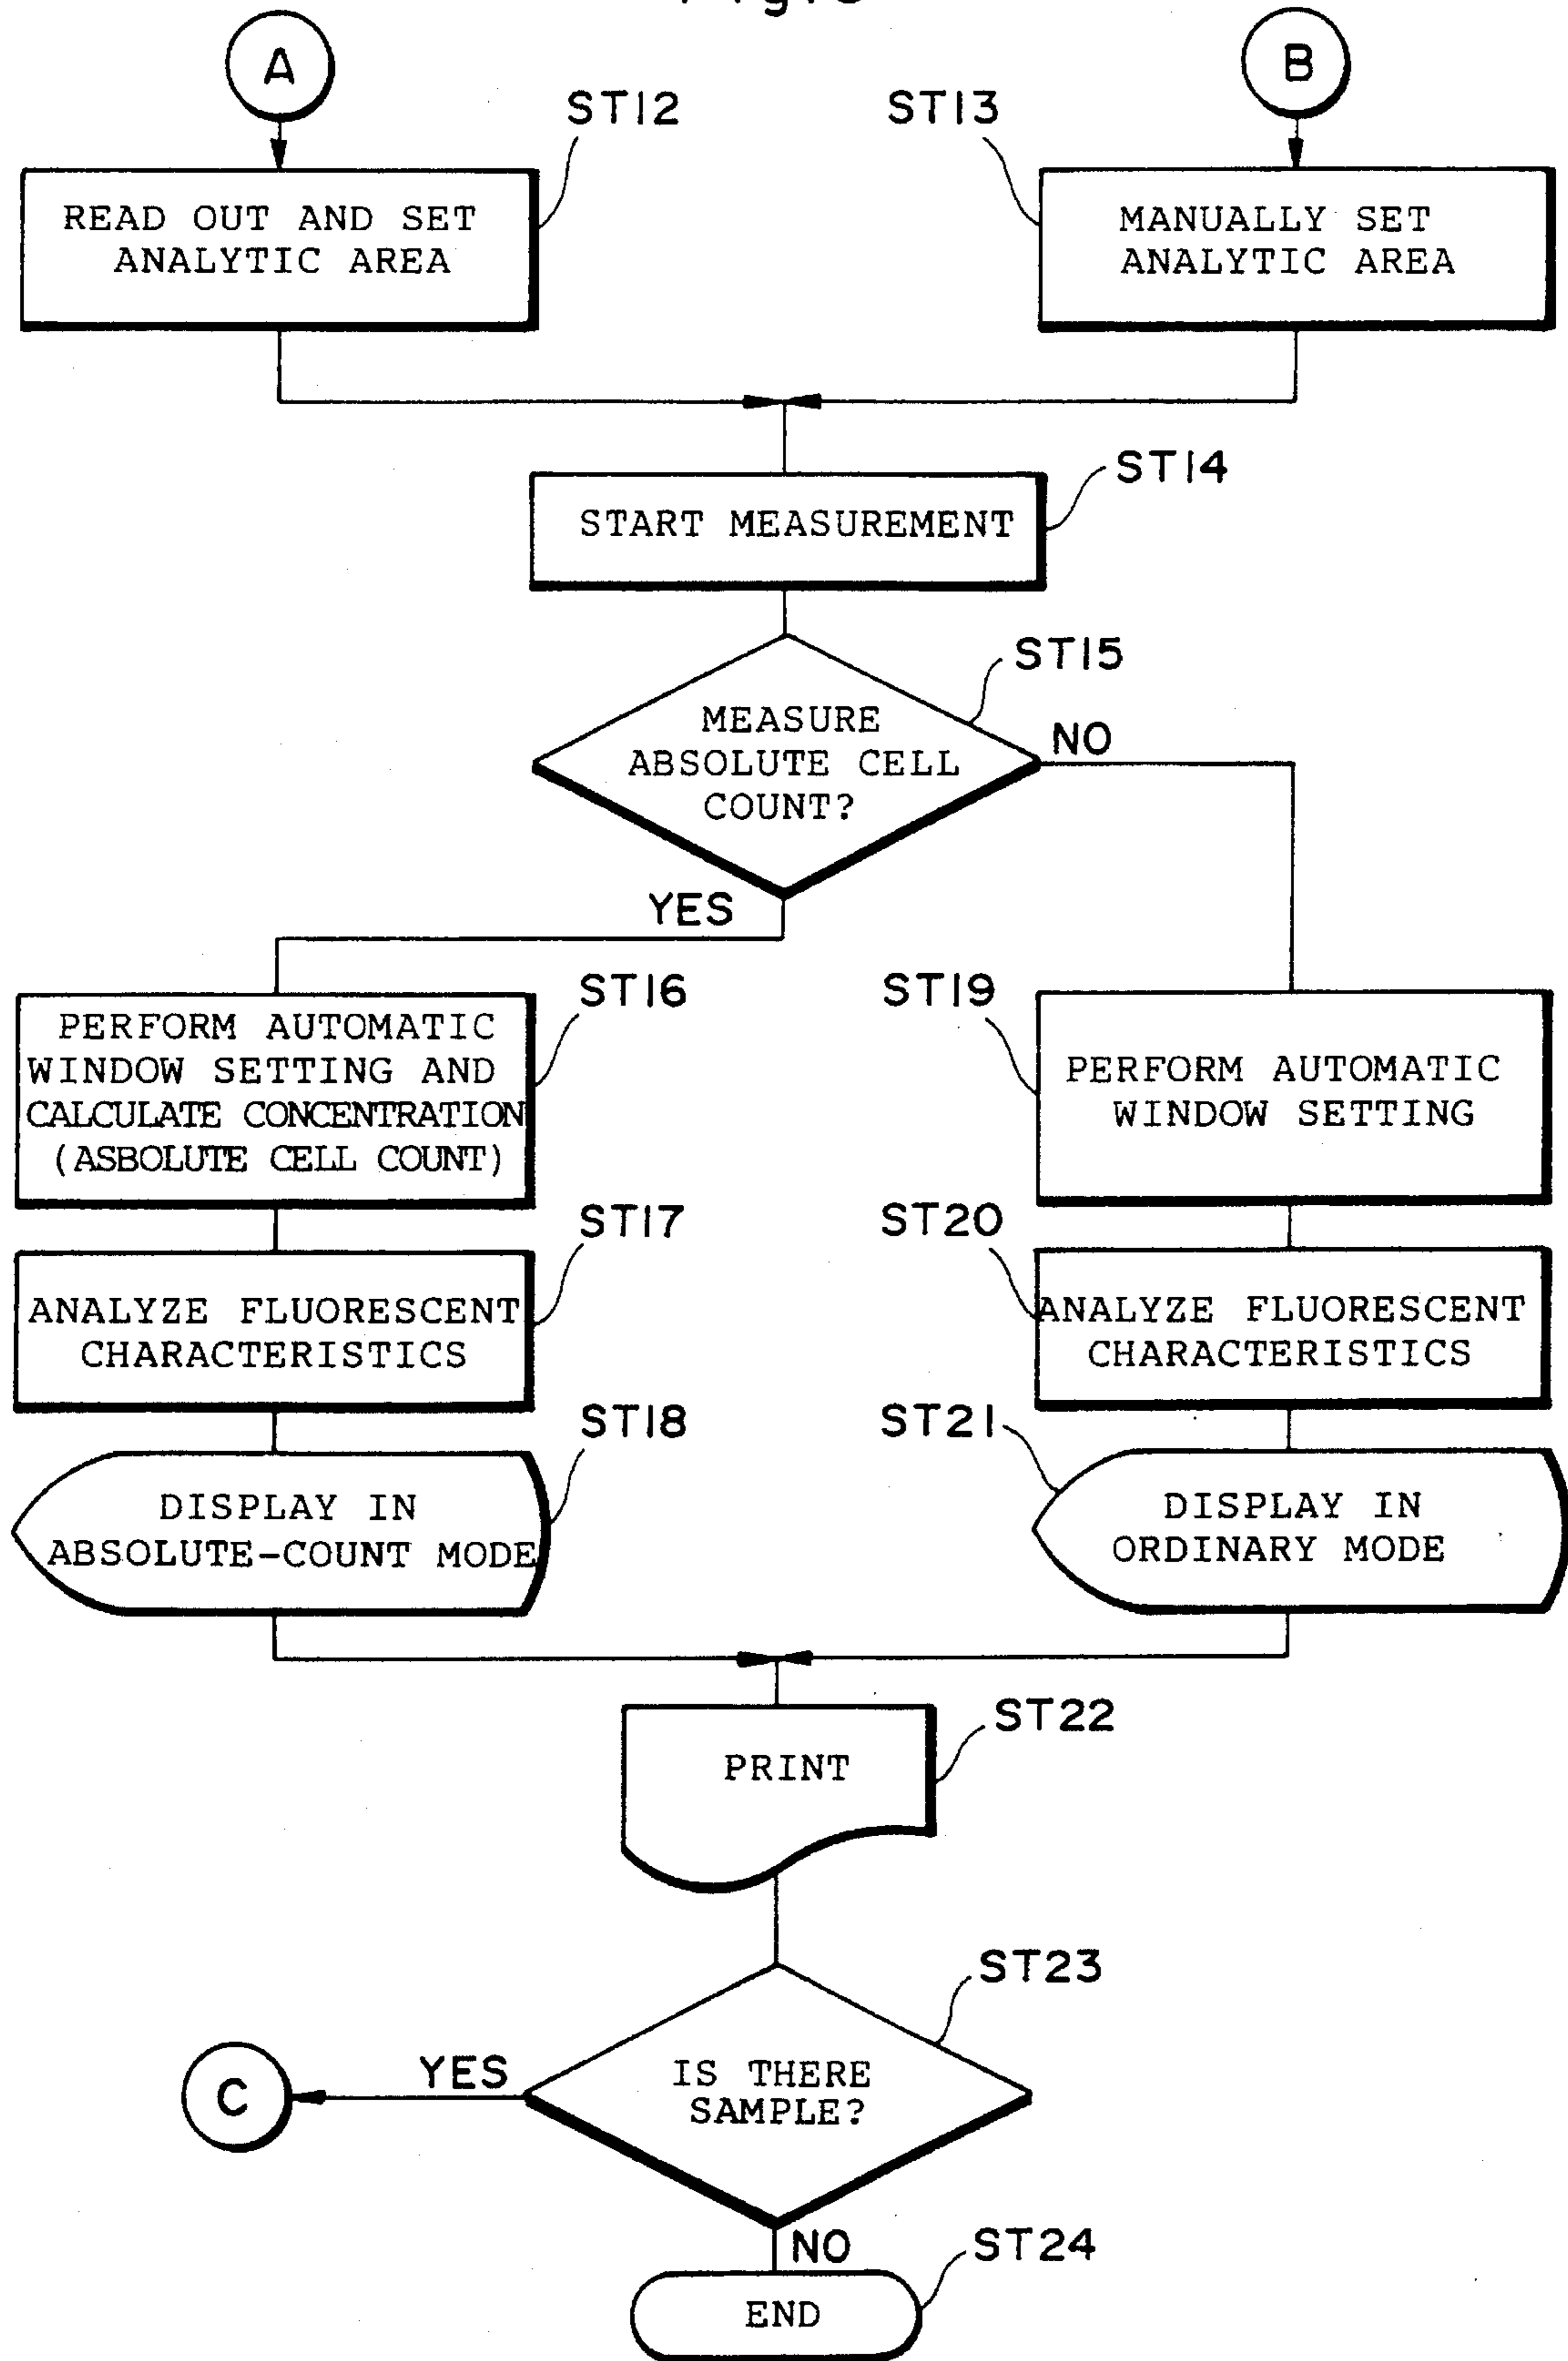 A
B
ST12
ST13
READ OUT AND SET
ANALYTIC AREA
MANUALLY SET
ANALYTIC AREA
ST14
START MEASUREMENT
ST15
MEASURE
ABSOLUTE CELL
COUNT?
NO
YES
ST16
PERFORM AUTOMATIC
WINDOW SETTING AND
CALCULATE CONCENTRATION
(ASBOLUTE CELL COUNT)
ST19
PERFORM AUTOMATIC
WINDOW SETTING
ST17
ANALYZE FLUORESCENT
CHARACTERISTICS
ST20
ANALYZE FLUORESCENT
CHARACTERISTICS
ST18
DISPLAY IN
ABSOLUTE-COUNT MODE
ST21
DISPLAY IN
ORDINARY MODE
ST22
PRINT
ST23
IS THERE
SAMPLE?
YES
C
NO
ST24
END